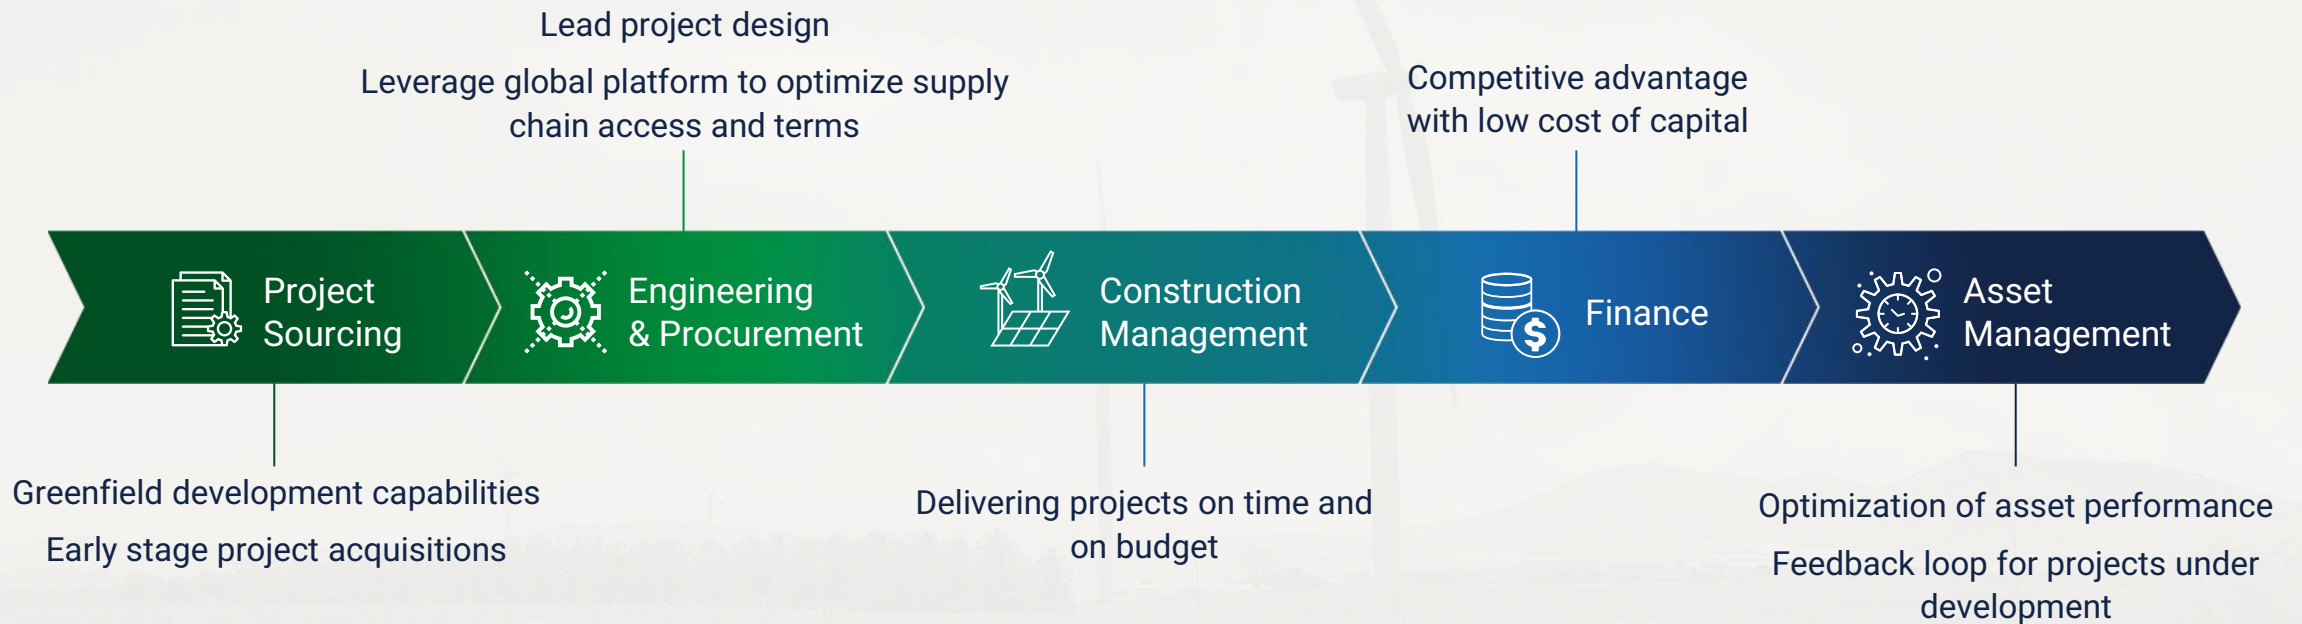 Lead project design
Leverage global platform to optimize supply
chain access and terms
Competitive advantage
with low cost of capital
Project
Sourcing
Engineering
& Procurement
Construction
Management
Finance
Asset
Management
Greenfield development capabilities
Early stage project acquisitions
Delivering projects on time and
on budget
Optimization of asset performance
Feedback loop for projects under
development